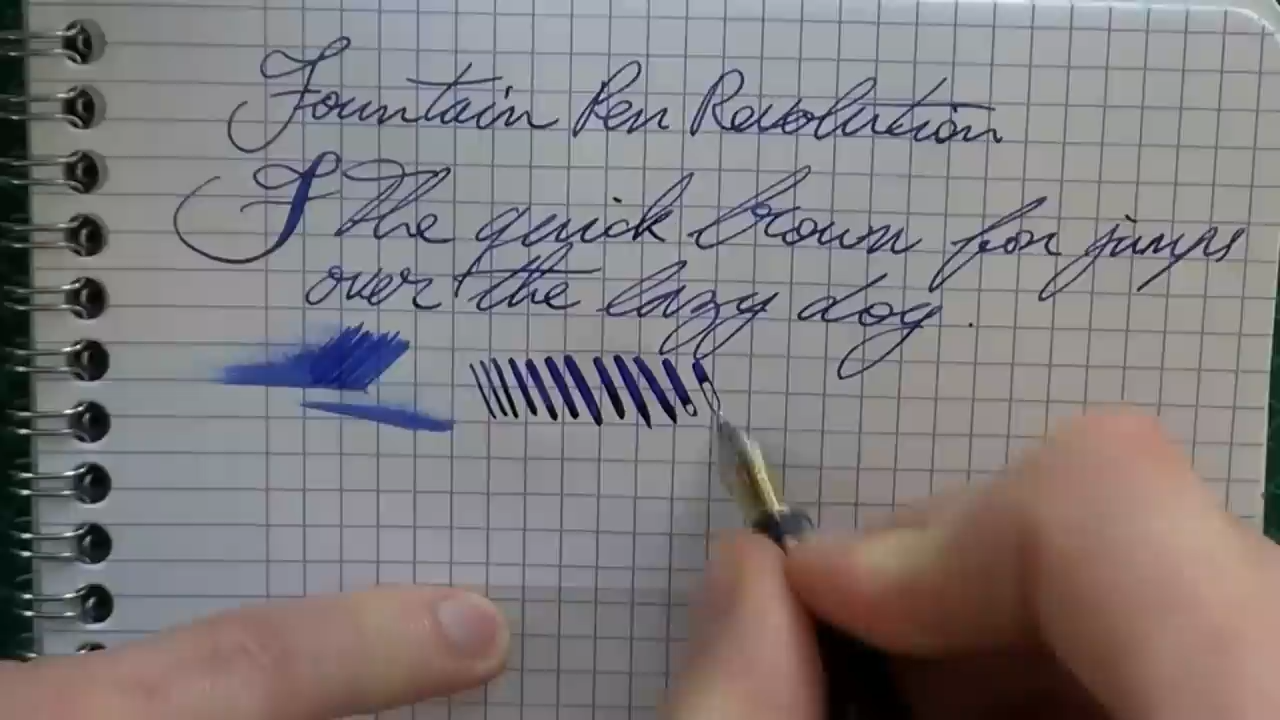 Fountain Pen Revolution
F The quick brown fox jumps
over the lazy dog.